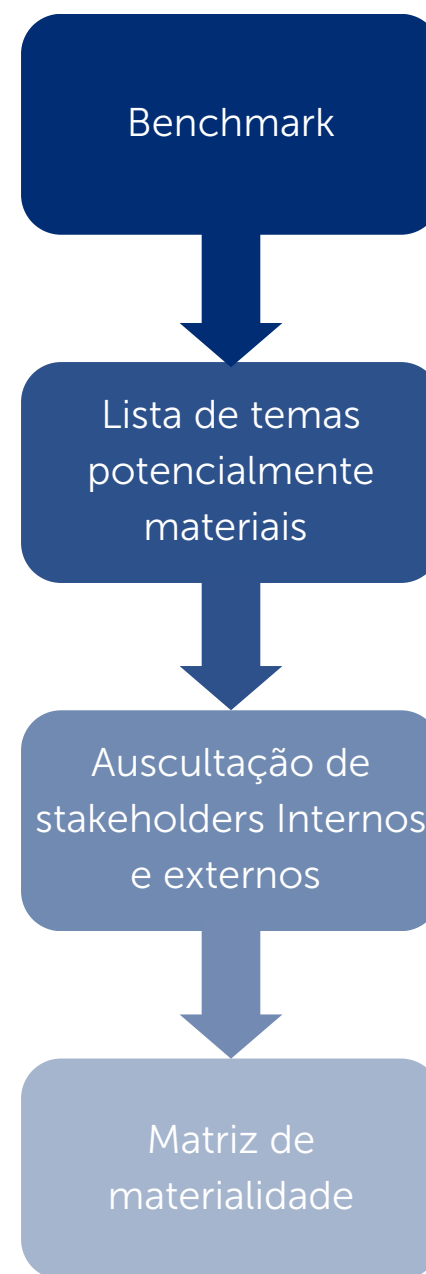 Benchmark
Lista de temas
potencialmente
materiais
Auscultação de
stakeholders Internos
e externos
Matriz de
materialidade